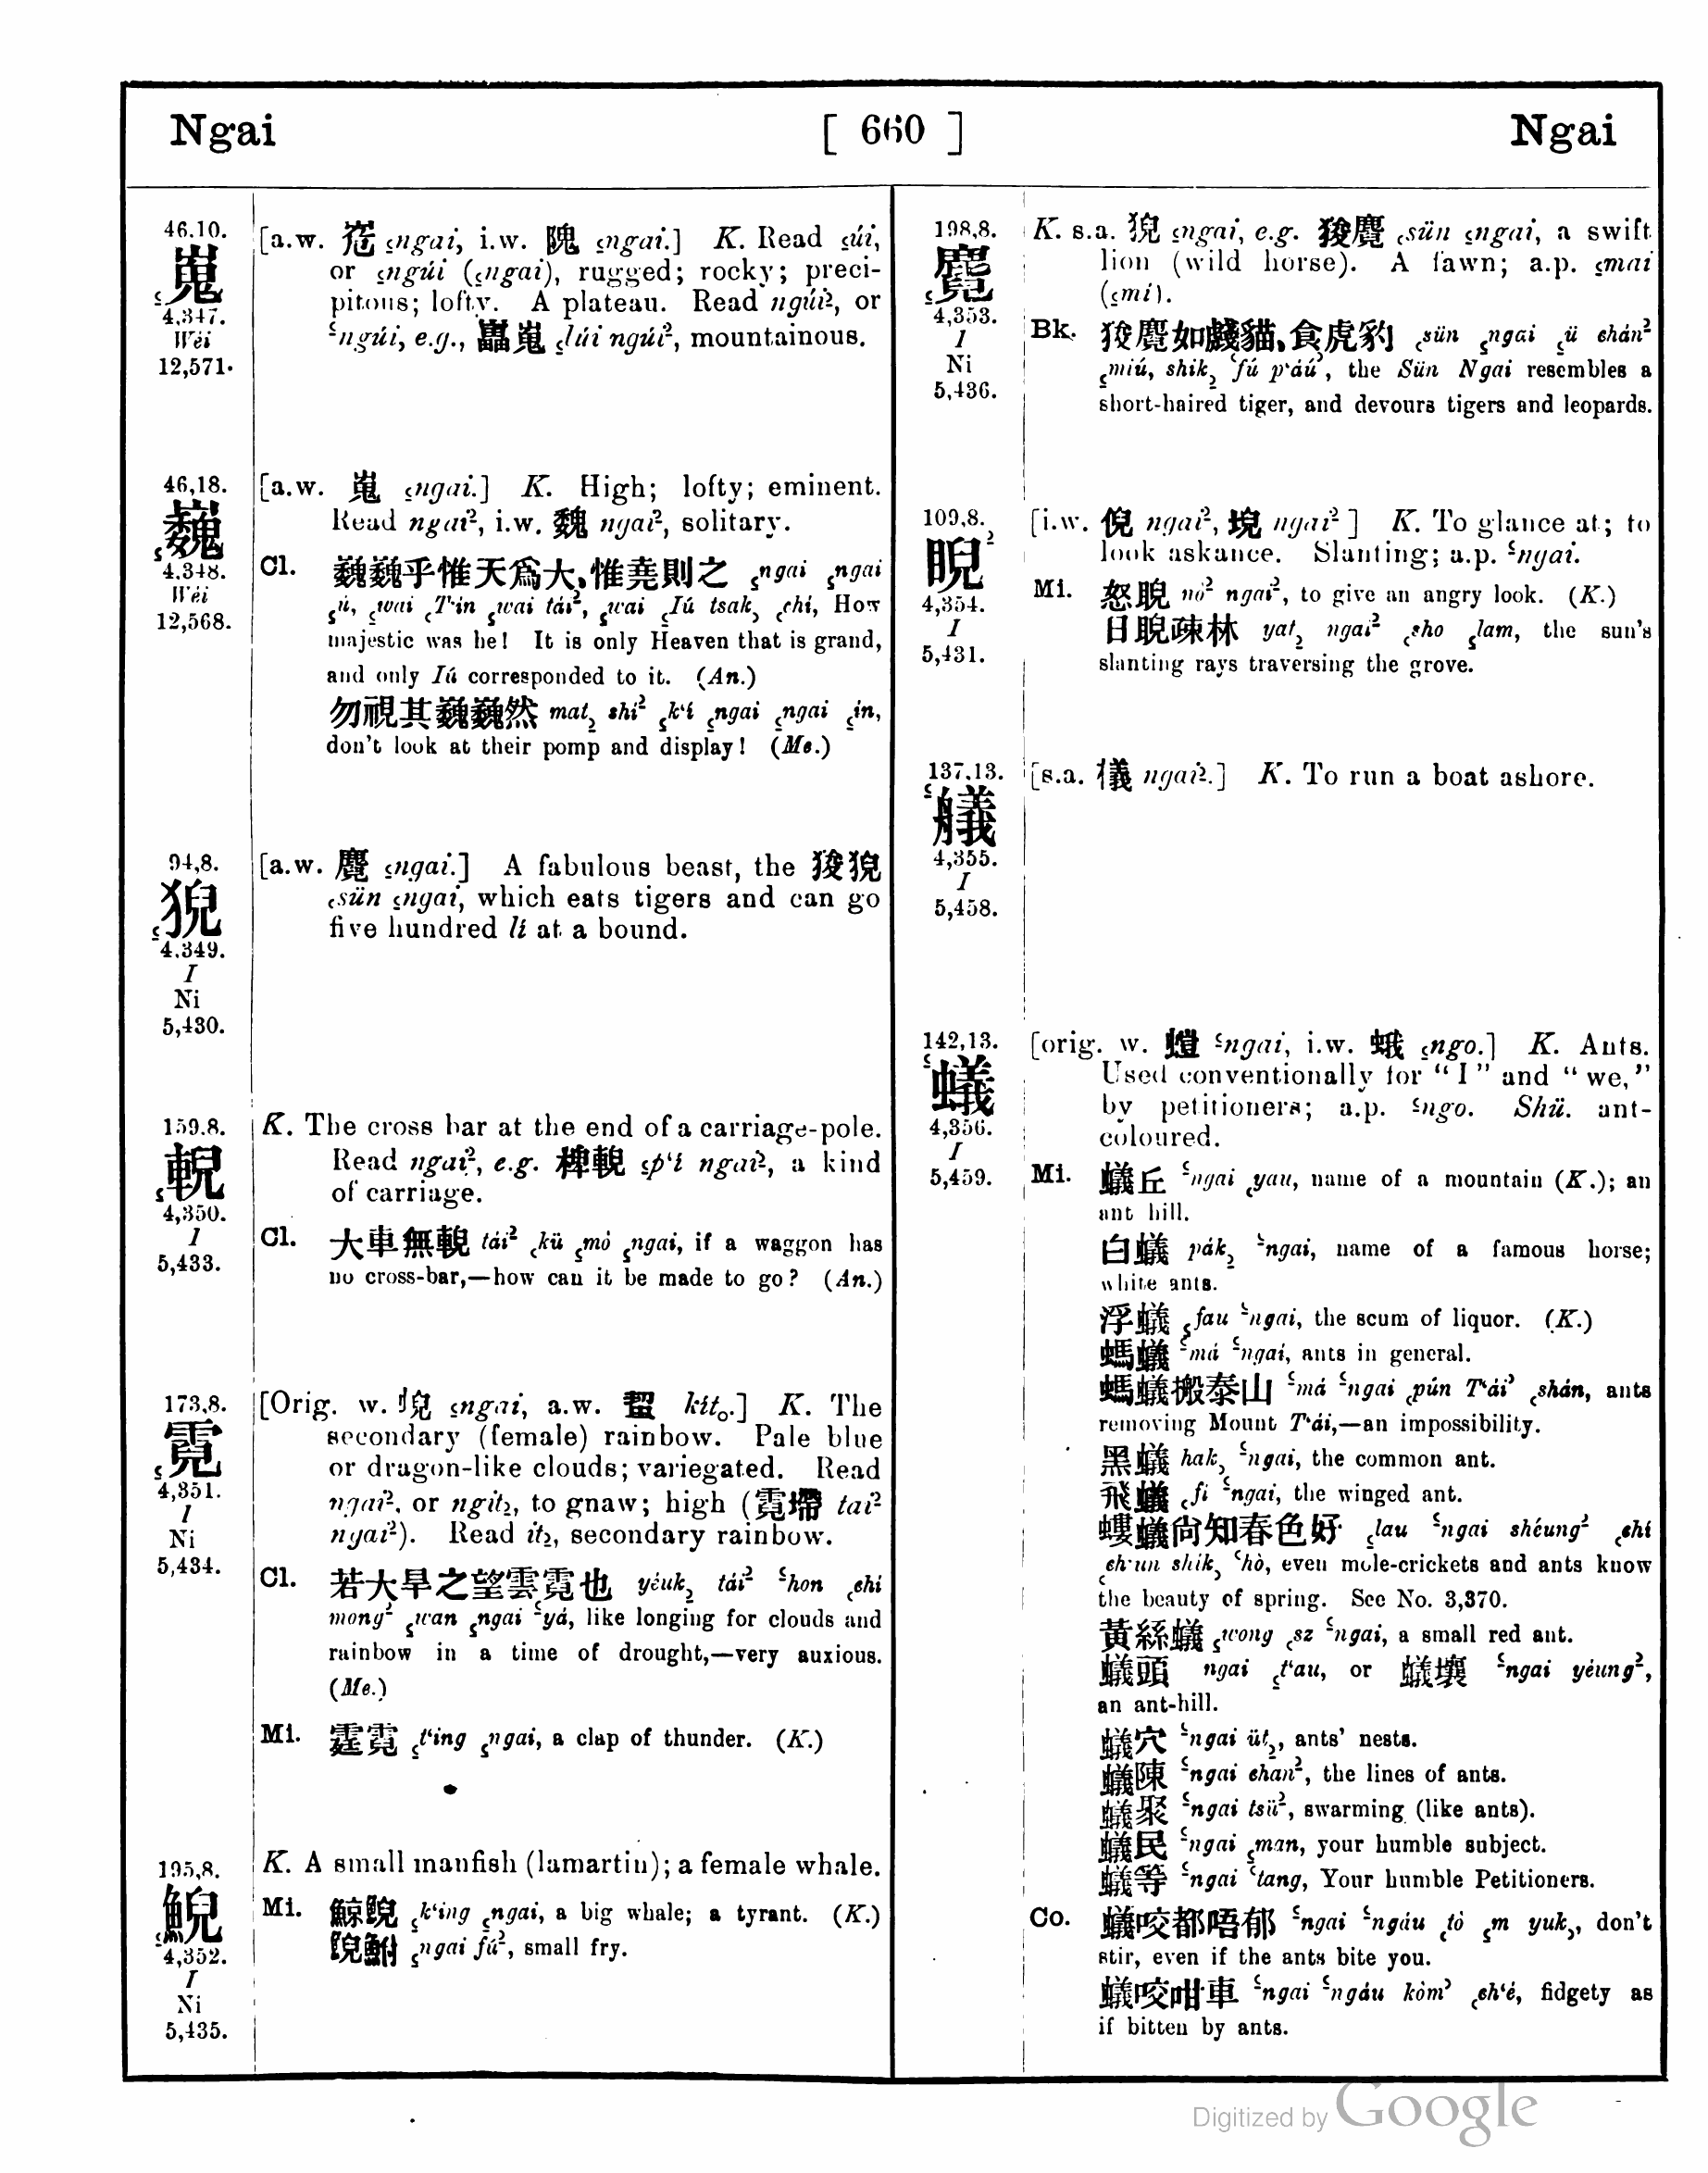 Ngai
[ 660 ]
Ngai
46,10.
嵬
4,347.
Wéi
12,571.
[a.w. 峞 ꜁ngai, i.w. 隗 ꜁ngai.] K. Read ꜁úi,
or ꜁ngúi (꜁ngai), rugged; rocky; preci-
pitous; lofty. A plateau. Read ngúi², or
ngúi, e.g., 嵬 ꜁lúi ngúi², mountainous.
46,18.
巍
4,348.
Wéi
12,568.
[a.w. 嵬 ꜁ngai.] K. High; lofty; eminent.
Read ngai², i.w. 魏 ngai², solitary.
Cl. 巍巍乎惟天爲大、惟堯則之 ꜁ngai ꜁ngai
꜁ú, ꜁wai ꜀T‘in ꜁wai tái², ꜁wai ꜁Iú tsak, ꜀chí, How
majestic was he! It is only Heaven that is grand,
and only Iú corresponded to it. (An.)
勿視其巍巍然 mat shí² ꜁k‘í ꜁ngai ꜁ngai ꜁in,
don't look at their pomp and display! (Me.)
94,8.
猊
4,349.
I
Ni
5,430.
[a.w. 麑 ꜁ngai.] A fabulous beast, the 狻猊
꜀sün ꜁ngai, which eats tigers and can go
five hundred lí at a bound.
159,8.
輗
4,350.
I
5,433.
K. The cross bar at the end of a carriage-pole.
Read ngai², e.g. 輗 ꜁p‘í ngai², a kind
of carriage.
Cl. 大車無輗 tái² ꜀kü ꜁mò ꜁ngai, if a waggon has
no cross-bar,—how can it be made to go? (An.)
173,8.
霓
4,351.
I
Ni
5,434.
[Orig. w. ꜁ngai, a.w. kít.] K. The
secondary (female) rainbow. Pale blue
or dragon-like clouds; variegated. Read
ngai², or ngit, to gnaw; high (霓 tai²
ngai²). Read ít, secondary rainbow.
Cl. 若大旱之望雲霓也 yéuk tái² hon ꜀chí
mong² ꜁wan ꜁ngai yá, like longing for clouds and
rainbow in a time of drought,—very auxious.
(Me.)
Mi. 霆霓 ꜁t‘ing ꜁ngai, a clap of thunder. (K.)
195,8.
鯢
4,352.
I
Ni
5,435.
K. A small manfish (lamartin); a female whale.
Mi. 鯨鯢 ꜁k‘ing ꜁ngai, a big whale; a tyrant. (K.)
鯢鮒 ꜁ngai fú², small fry.
198,8.
麑
4,353.
I
Ni
5,436.
K. s.a. 猊 ꜁ngai, e.g. 狻麑 ꜀sün ꜁ngai, a swift
lion (wild horse). A fawn; a.p. ꜁mai
(꜁mi).
Bk. 狻麑如虥貓、食虎豹 ꜀sün ꜁ngai ꜁ü chán²
꜁miú, shik fú p‘áú, the Sün Ngai resembles a
short-haired tiger, and devours tigers and leopards.
109,8.
睨
4,354.
I
5,431.
[i.w. 倪 ngai², 堄 ngai²] K. To glance at; to
look askance. Slanting; a.p. ngai.
Mi. 怒睨 nò² ngai², to give an angry look. (K.)
日睨疎林 yat ngai² ꜀sho ꜁lam, the sun's
slanting rays traversing the grove.
137,13.
艤
4,355.
I
5,458.
[s.a. ngai².] K. To run a boat ashore.
142,13.
蟻
4,356.
I
5,459.
[orig. w. 螘 ngai, i.w. 蛾 ꜁ngo.] K. Ants.
Used conventionally for “I” and “we,”
by petitioners; a.p. ngo. Shü. ant-
coloured.
Mi. 蟻丘 ngai ꜀yau, name of a mountain (K.); an
ant hill.
白蟻 pák ngai, name of a famous horse;
white ants.
浮蟻 ꜁fau ngai, the scum of liquor. (K.)
螞蟻 má ngai, ants in general.
螞蟻搬泰山 má ngai ꜀pún T‘ái ꜀shán, ants
removing Mount T‘ái,—an impossibility.
黑蟻 hak, ngai, the common ant.
飛蟻 ꜀fi ngai, the winged ant.
螻蟻尙知春色好 ꜁lau ngai shéung² ꜀chí
꜀ch‘un shik, hò, even mole-crickets and ants know
the beauty of spring. See No. 3,370.
黃絲蟻 ꜁wong ꜀sz ngai, a small red ant.
蟻頭 ngai ꜁t‘au, or 蟻壤 ngai yéung²,
an ant-hill.
蟻穴 ngai üt, ants' nests.
蟻陳 ngai chan², the lines of ants.
蟻聚 ngai tsü², swarming (like ants).
蟻民 ngai ꜁man, your humble subject.
蟻等 ngai tang, Your humble Petitioners.
Co. 蟻咬都唔郁 ngai ngáu ꜀tò ꜁m yuk, don't
stir, even if the ants bite you.
蟻咬咁車 ngai ngáu kòm ꜀ch‘é, fidgety as
if bitten by ants.
Digitized by Google